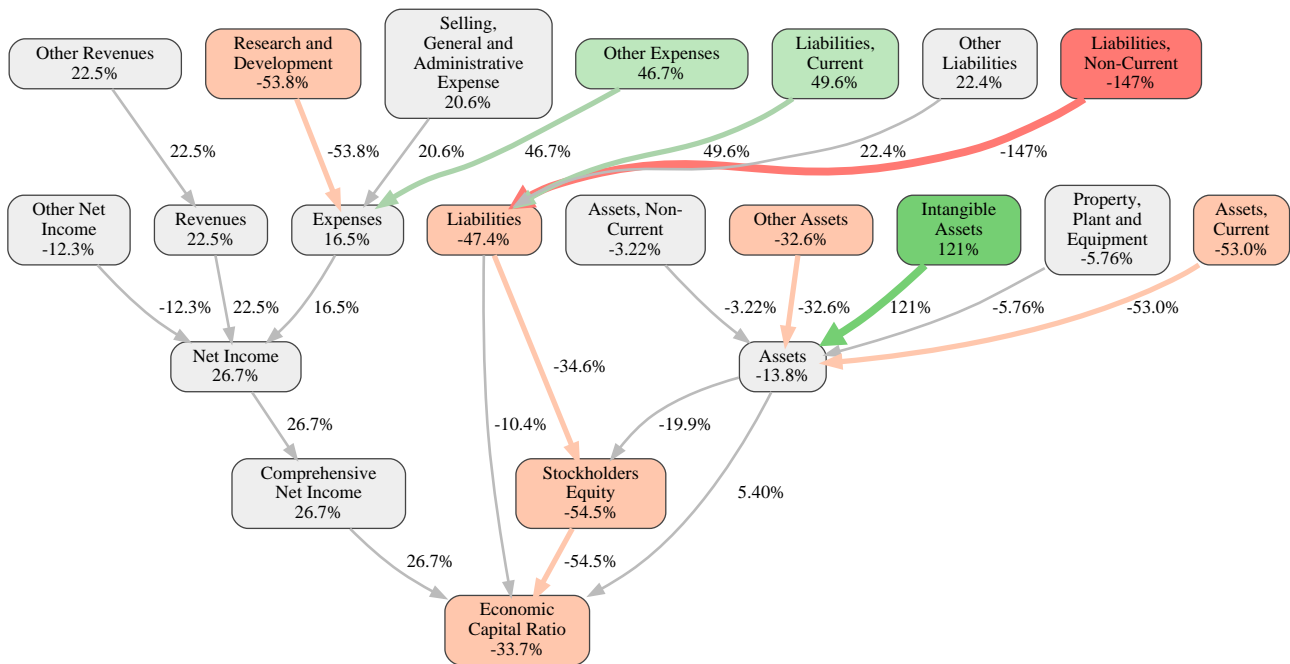 Other Revenues
22.5%
Research and
Development
-53.8%
Selling,
General and
Administrative
Expense
20.6%
Other Expenses
46.7%
Liabilities,
Current
49.6%
Other
Liabilities
22.4%
Liabilities,
Non-Current
-147%
22.5%
-53.8%
20.6%
46.7%
49.6%
22.4%
-147%
Other Net
Income
-12.3%
Revenues
22.5%
Expenses
16.5%
Liabilities
-47.4%
Assets, Non-
Current
-3.22%
Other Assets
-32.6%
Intangible
Assets
121%
Property,
Plant and
Equipment
-5.76%
Assets,
Current
-53.0%
-12.3%
22.5%
16.5%
-3.22%
-32.6%
121%
-5.76%
-53.0%
Net Income
26.7%
Assets
-13.8%
-34.6%
26.7%
-10.4%
-19.9%
Comprehensive
Net Income
26.7%
Stockholders
Equity
-54.5%
5.40%
26.7%
-54.5%
Economic
Capital Ratio
-33.7%